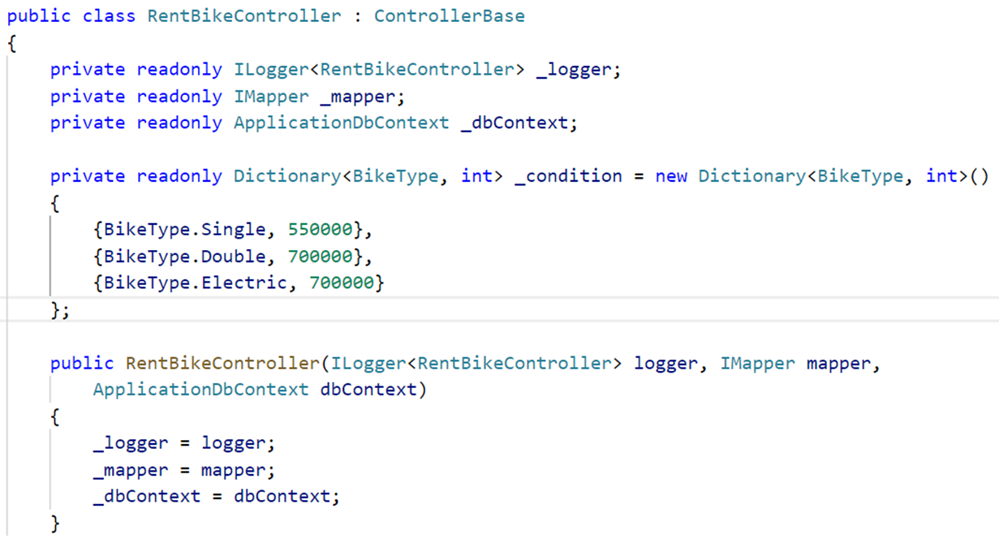 public class RentBikeController : ControllerBase
{
    private readonly ILogger<RentBikeController> _logger;
    private readonly IMapper _mapper;
    private readonly ApplicationDbContext _dbContext;

    private readonly Dictionary<BikeType, int> _condition = new Dictionary<BikeType, int>()
    {
        {BikeType.Single, 550000},
        {BikeType.Double, 700000},
        {BikeType.Electric, 700000}
    };

    public RentBikeController(ILogger<RentBikeController> logger, IMapper mapper,
        ApplicationDbContext dbContext)
    {
        _logger = logger;
        _mapper = mapper;
        _dbContext = dbContext;
    }